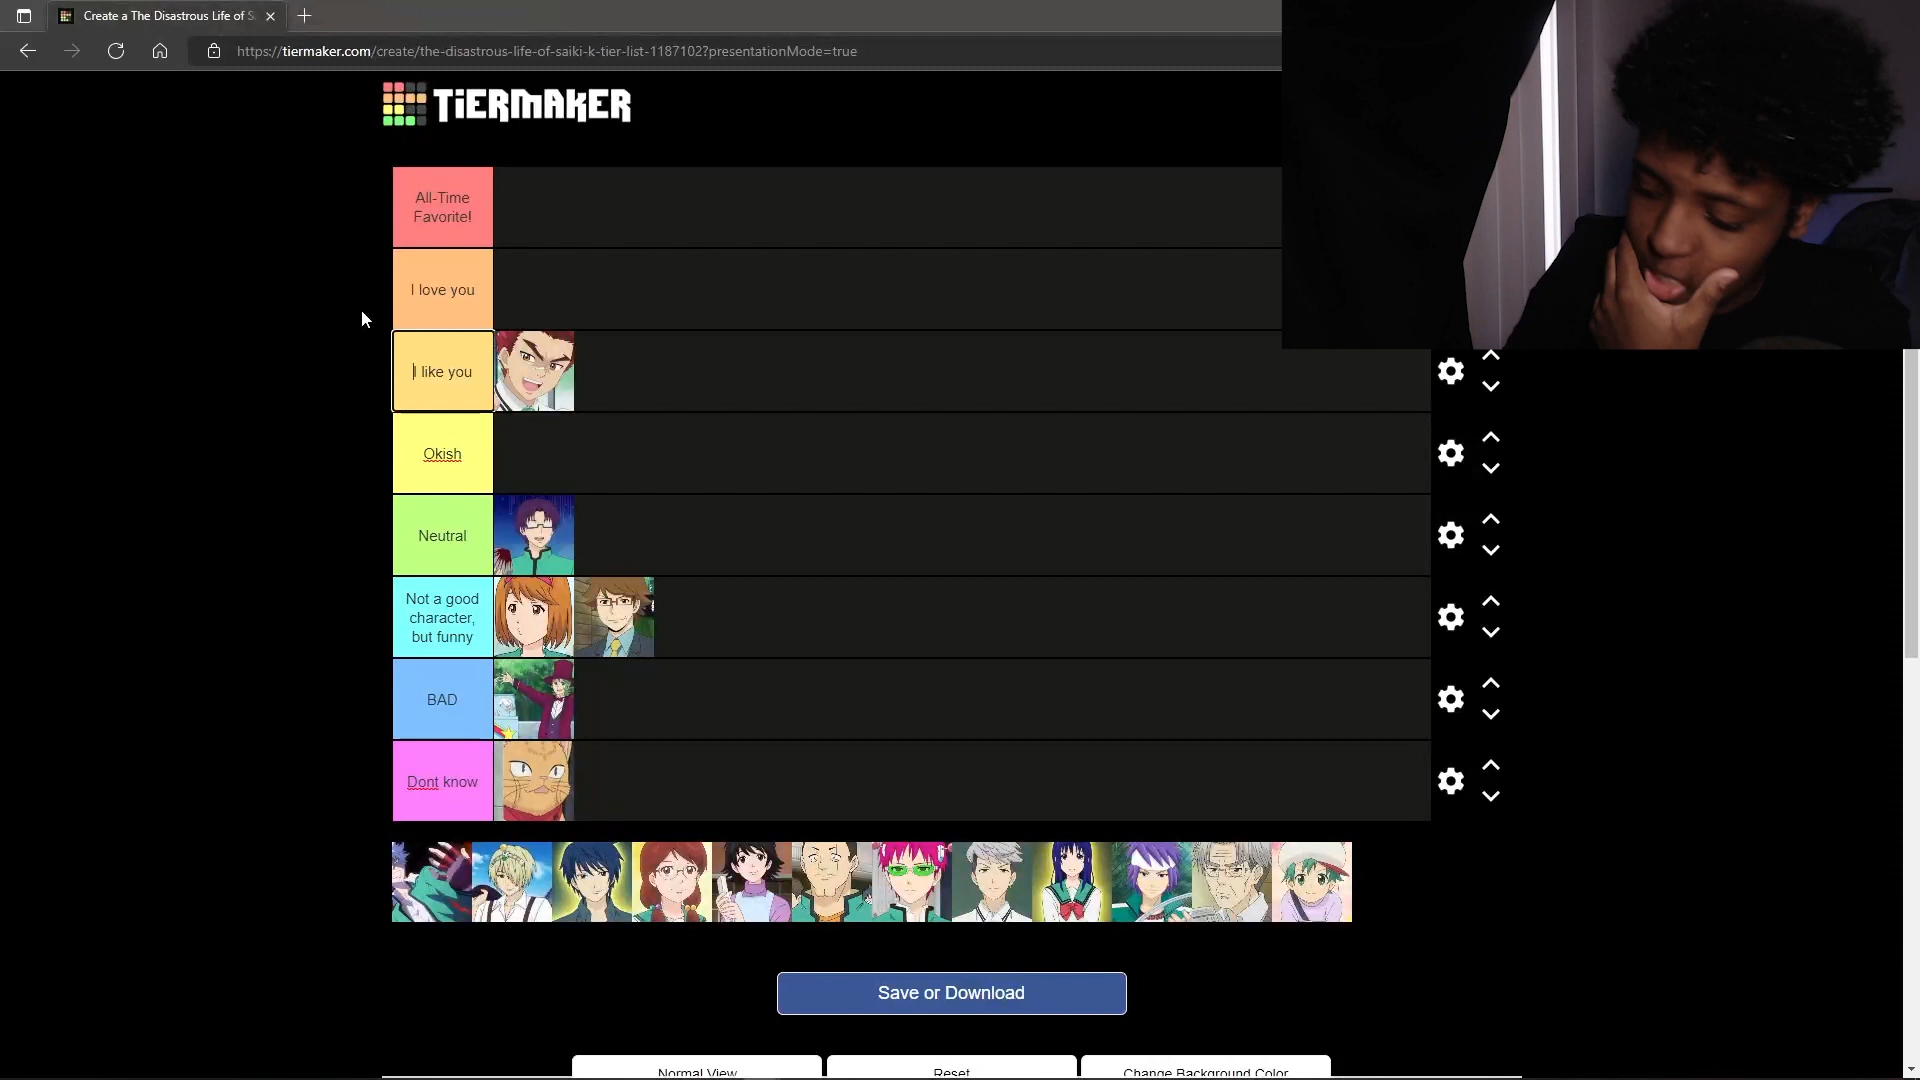 Create a The Disastrous Life of S
https://tiermaker.com/create/the-disastrous-life-of-saiki-k-tier-list-1187102?presentationMode=true
TiERMAKER
All-Time
Favorite!
I love you
I like you
Okish
Neutral
Not a good
character,
but funny
BAD
Dont know
Save or Download
Normal View
Reset
Change Background Color